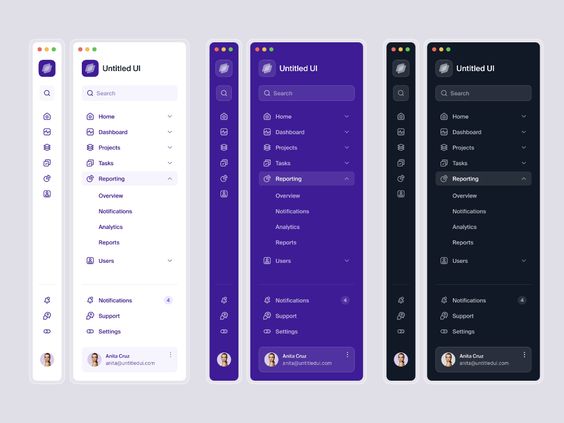 Untitled UI
Search
Home
Dashboard
Projects
Tasks
Reporting
Overview
Notifications
Analytics
Reports
Users
Notifications 4
Support
Settings
Anita Cruz
anita@untitledui.com
Untitled UI
Search
Home
Dashboard
Projects
Tasks
Reporting
Overview
Notifications
Analytics
Reports
Users
Notifications 4
Support
Settings
Anita Cruz
anita@untitledui.com
Untitled UI
Search
Home
Dashboard
Projects
Tasks
Reporting
Overview
Notifications
Analytics
Reports
Users
Notifications 4
Support
Settings
Anita Cruz
anita@untitledui.com